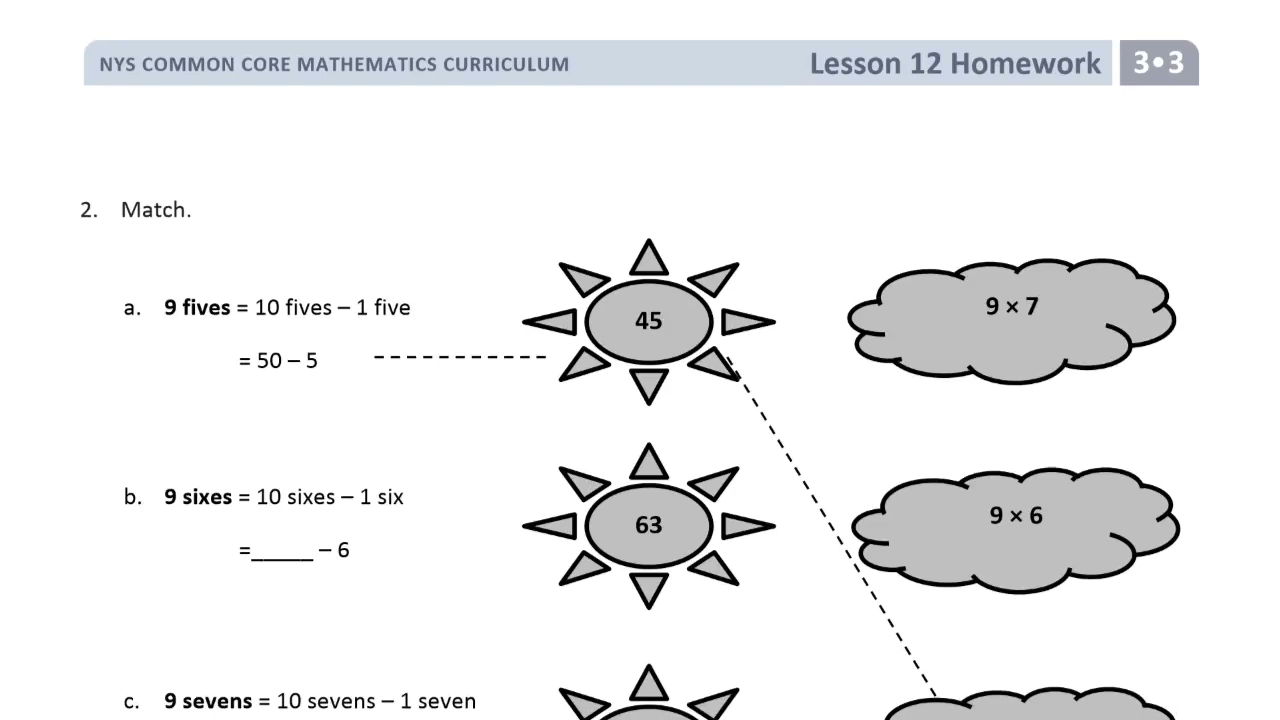 NYS COMMON CORE MATHEMATICS CURRICULUM
Lesson 12 Homework 3•3
2. Match.
a. 9 fives = 10 fives – 1 five
= 50 – 5
45
9 × 7
b. 9 sixes = 10 sixes – 1 six
=_____ – 6
63
9 × 6
c. 9 sevens = 10 sevens – 1 seven